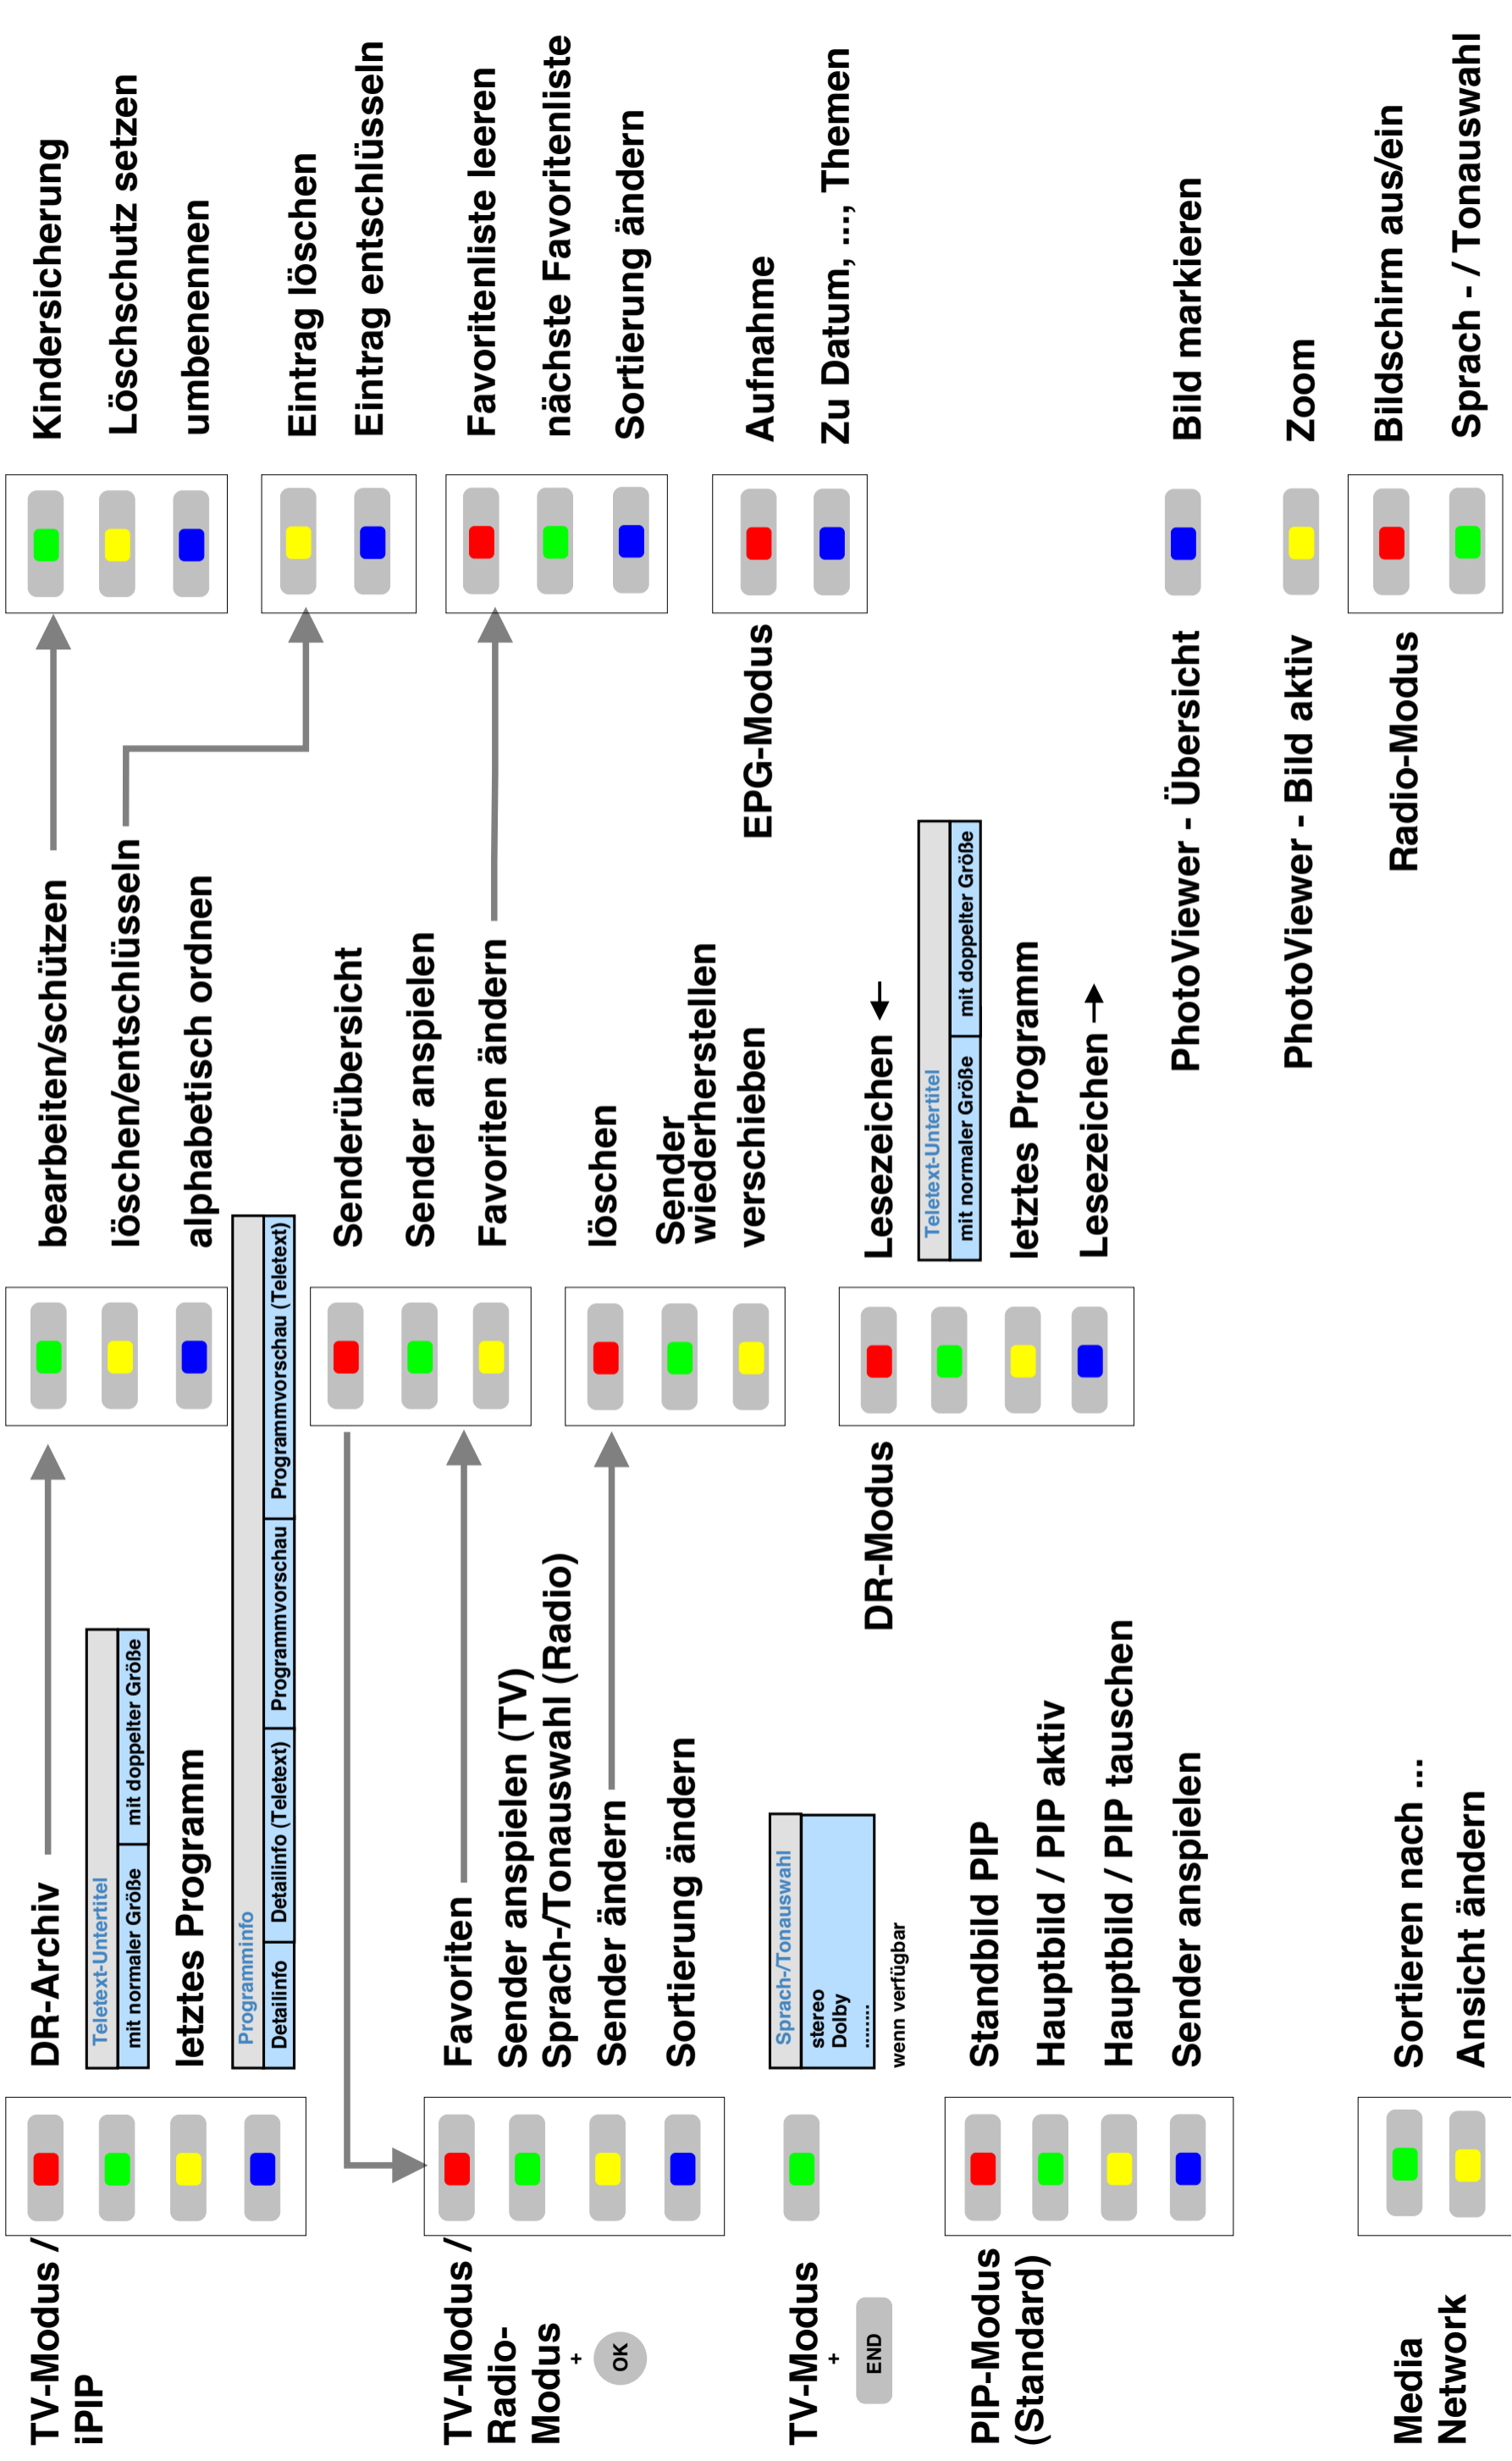 TV-Modus /
iPIP
DR-Archiv
Teletext-Untertitel
mit normaler Größe
mit doppelter Größe
letztes Programm
Programminfo
Detailinfo
Detailinfo (Teletext)
Programmvorschau
Programmvorschau (Teletext)
bearbeiten/schützen
löschen/entschlüsseln
alphabetisch ordnen
Kindersicherung
Löschschutz setzen
umbenennen
Eintrag löschen
Eintrag entschlüsseln
TV-Modus /
Radio-
Modus
+
OK
Favoriten
Sender anspielen (TV)
Sprach-/Tonauswahl (Radio)
Sender ändern
Sortierung ändern
Senderübersicht
Sender anspielen
Favoriten ändern
Favoritenliste leeren
nächste Favoritenliste
Sortierung ändern
löschen
Sender
wiederherstellen
verschieben
EPG-Modus
Aufnahme
Zu Datum, ..., Themen
TV-Modus
+
END
Sprach-/Tonauswahl
stereo
Dolby
........
wenn verfügbar
DR-Modus
Lesezeichen
Teletext-Untertitel
mit normaler Größe
mit doppelter Größe
letztes Programm
Lesezeichen
PIP-Modus
(Standard)
Standbild PIP
Hauptbild / PIP aktiv
Hauptbild / PIP tauschen
Sender anspielen
PhotoViewer - Übersicht
Bild markieren
PhotoViewer - Bild aktiv
Zoom
Media
Network
Sortieren nach ...
Ansicht ändern
Radio-Modus
Bildschirm aus/ein
Sprach - / Tonauswahl